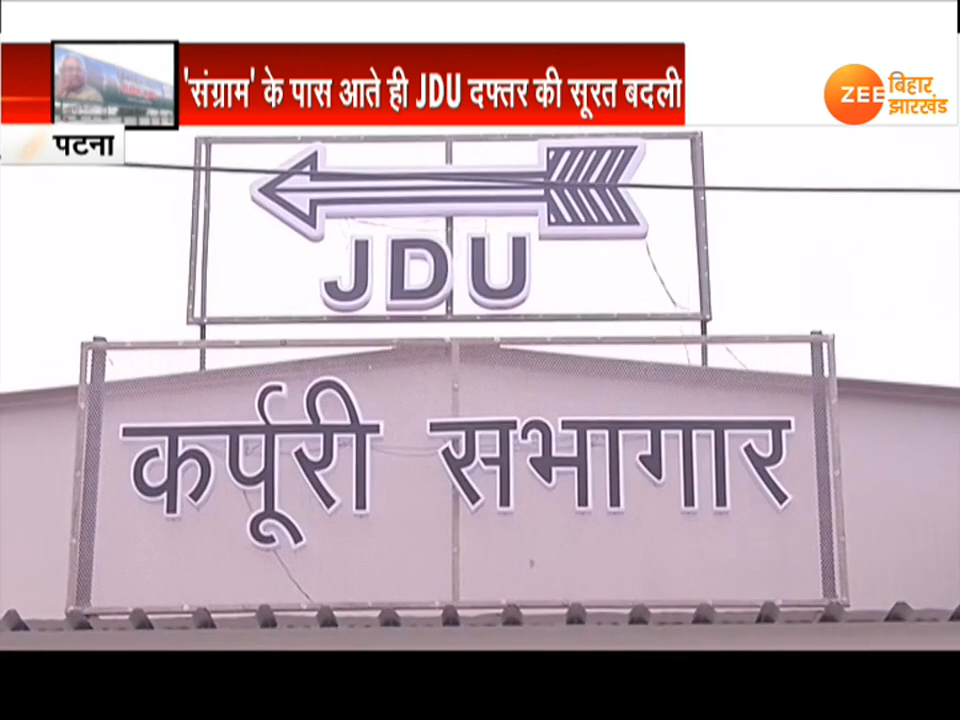 'संग्राम' के पास आते ही JDU दफ्तर की सूरत बदली
ZEE बिहार झारखंड
पटना
JDU
कर्पूरी सभागार